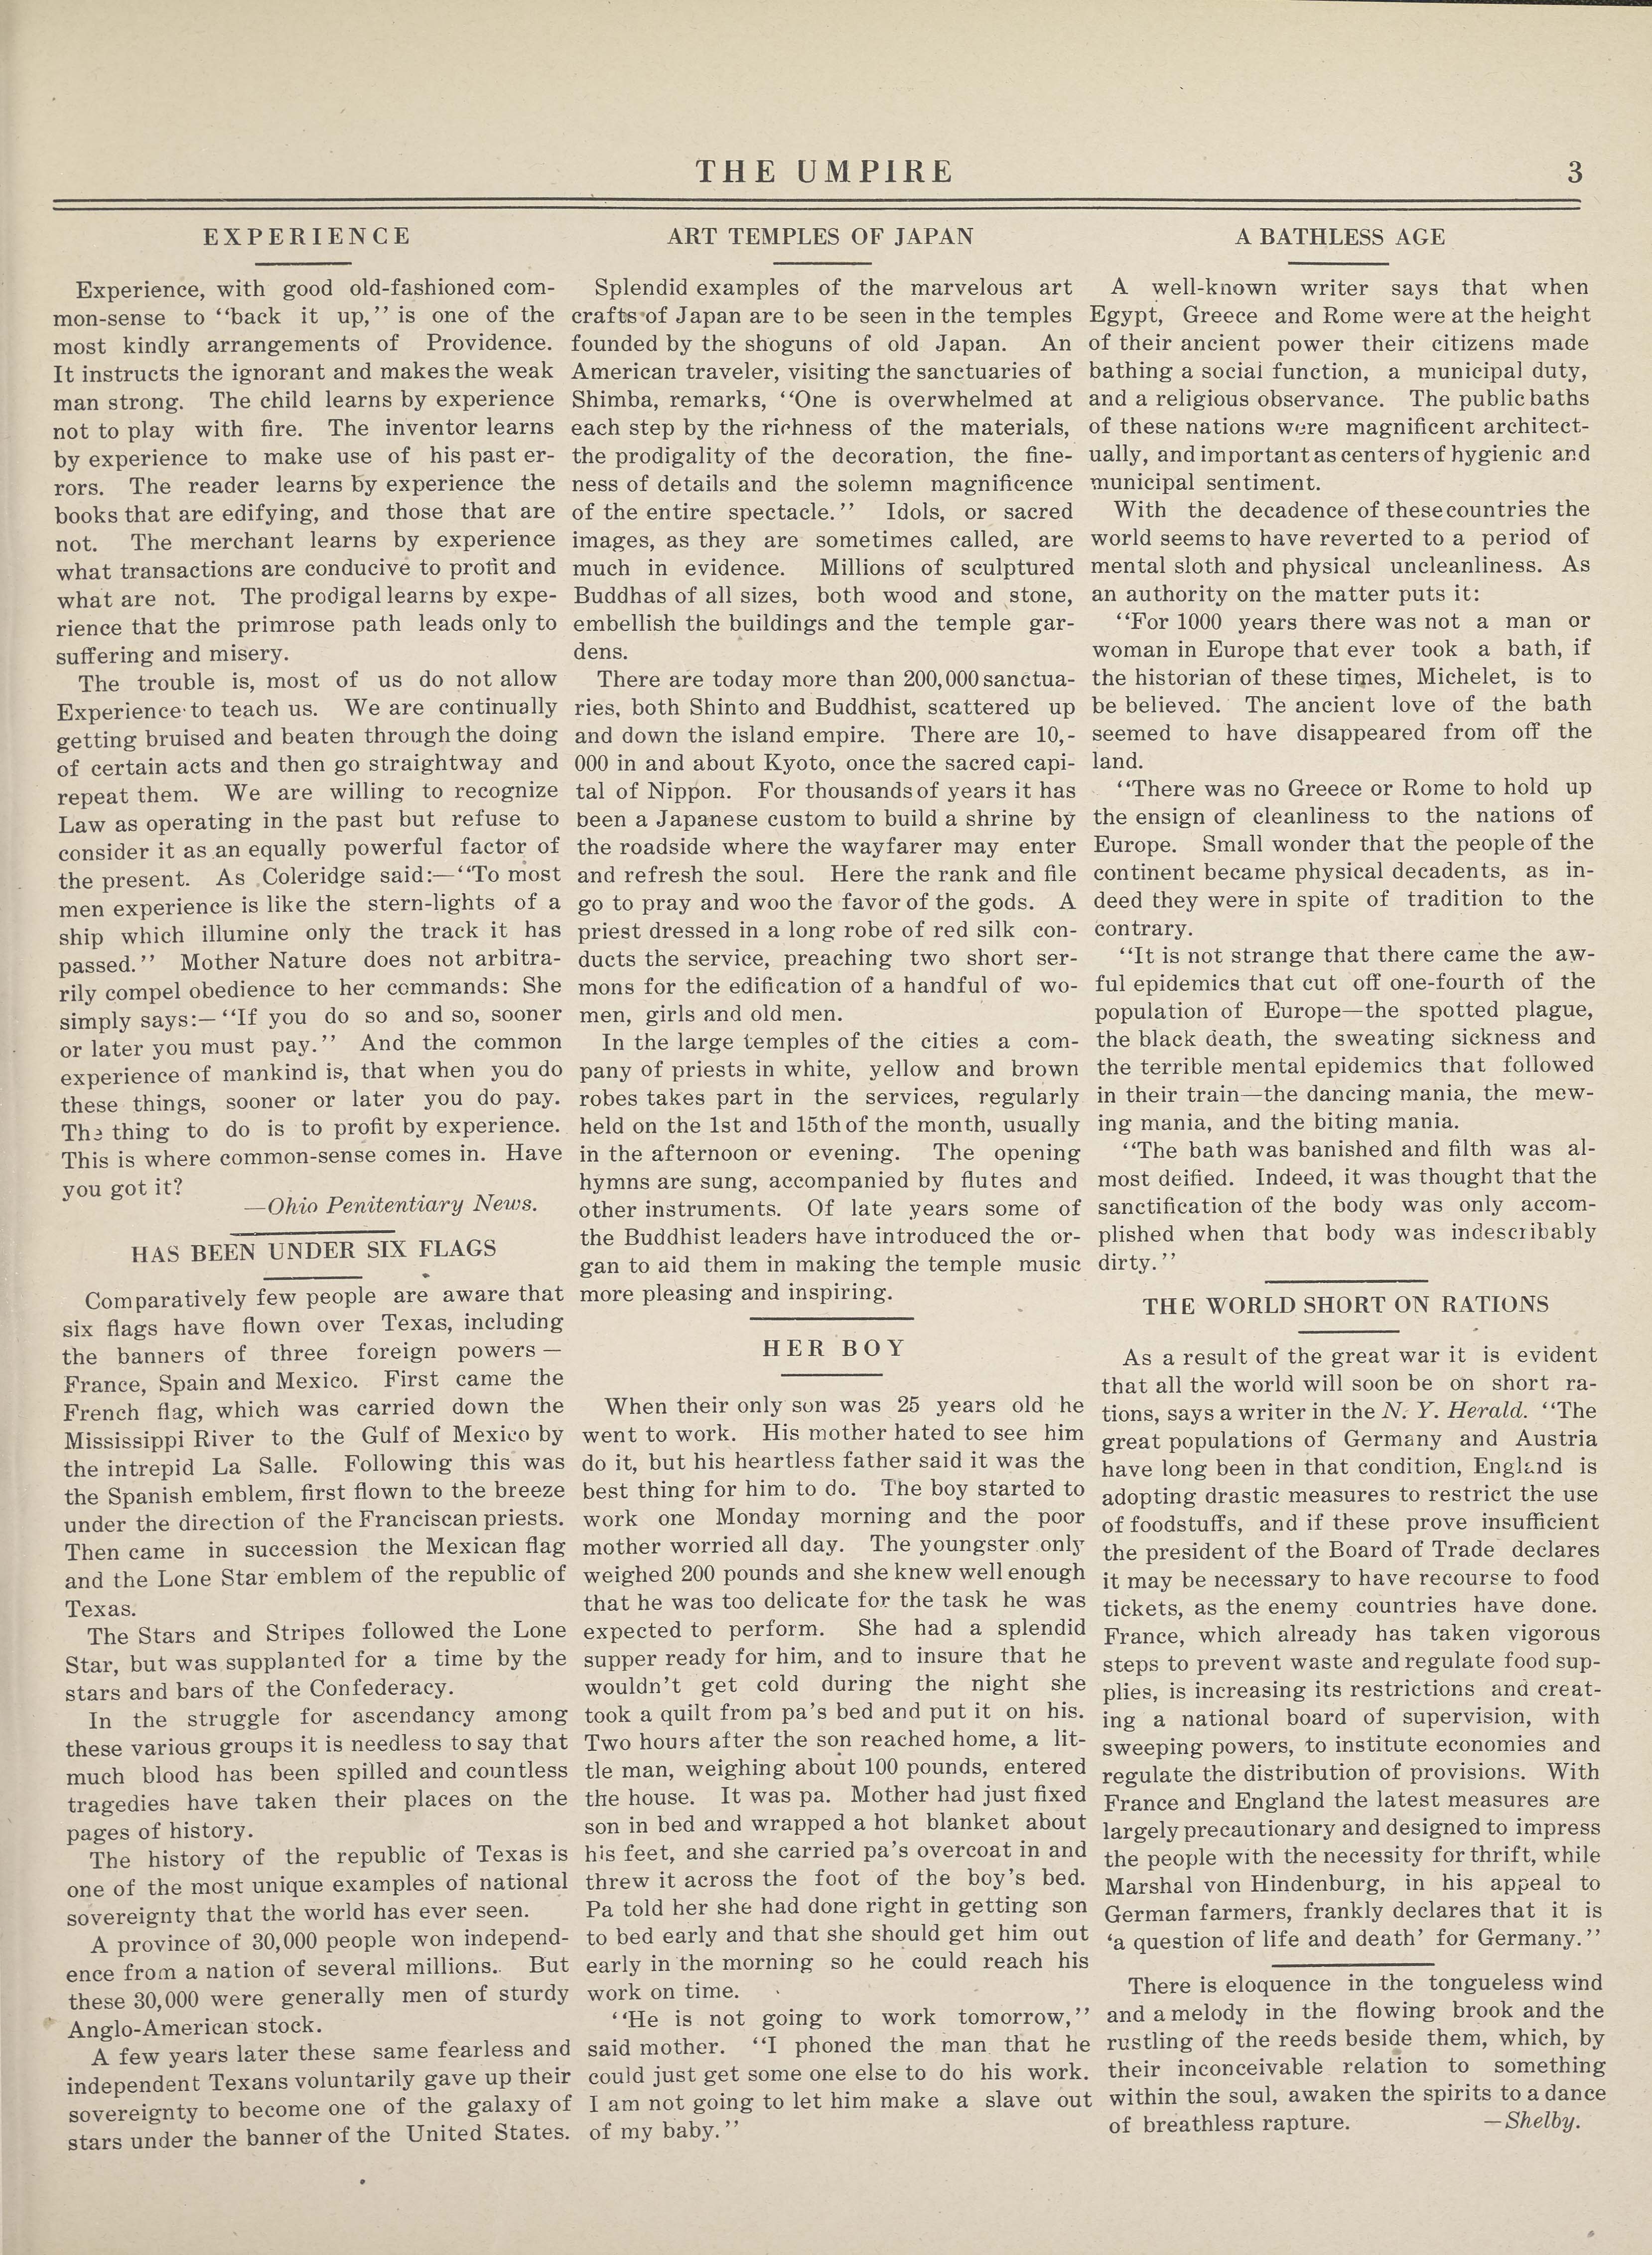 THE UMPIRE
3
EXPERIENCE
Experience, with good old-fashioned com-
mon-sense to “back it up,” is one of the
most kindly arrangements of Providence.
It instructs the ignorant and makes the weak
man strong. The child learns by experience
not to play with fire. The inventor learns
by experience to make use of his past er-
rors. The reader learns by experience the
books that are edifying, and those that are
not. The merchant learns by experience
what transactions are conducive to profit and
what are not. The prodigal learns by expe-
rience that the primrose path leads only to
suffering and misery.
The trouble is, most of us do not allow
Experience to teach us. We are continually
getting bruised and beaten through the doing
of certain acts and then go straightway and
repeat them. We are willing to recognize
Law as operating in the past but refuse to
consider it as an equally powerful factor of
the present. As Coleridge said:—“To most
men experience is like the stern-lights of a
ship which illumine only the track it has
passed.” Mother Nature does not arbitra-
rily compel obedience to her commands: She
simply says:—“If you do so and so, sooner
or later you must pay.” And the common
experience of mankind is, that when you do
these things, sooner or later you do pay.
The thing to do is to profit by experience.
This is where common-sense comes in. Have
you got it?
—Ohio Penitentiary News.
HAS BEEN UNDER SIX FLAGS
Comparatively few people are aware that
six flags have flown over Texas, including
the banners of three foreign powers—
France, Spain and Mexico. First came the
French flag, which was carried down the
Mississippi River to the Gulf of Mexico by
the intrepid La Salle. Following this was
the Spanish emblem, first flown to the breeze
under the direction of the Franciscan priests.
Then came in succession the Mexican flag
and the Lone Star emblem of the republic of
Texas.
The Stars and Stripes followed the Lone
Star, but was supplanted for a time by the
stars and bars of the Confederacy.
In the struggle for ascendancy among
these various groups it is needless to say that
much blood has been spilled and countless
tragedies have taken their places on the
pages of history.
The history of the republic of Texas is
one of the most unique examples of national
sovereignty that the world has ever seen.
A province of 30,000 people won independ-
ence from a nation of several millions.. But
these 30,000 were generally men of sturdy
Anglo-American stock.
A few years later these same fearless and
independent Texans voluntarily gave up their
sovereignty to become one of the galaxy of
stars under the banner of the United States.
ART TEMPLES OF JAPAN
Splendid examples of the marvelous art
crafts of Japan are to be seen in the temples
founded by the shoguns of old Japan. An
American traveler, visiting the sanctuaries of
Shimba, remarks, “One is overwhelmed at
each step by the richness of the materials,
the prodigality of the decoration, the fine-
ness of details and the solemn magnificence
of the entire spectacle.” Idols, or sacred
images, as they are sometimes called, are
much in evidence. Millions of sculptured
Buddhas of all sizes, both wood and stone,
embellish the buildings and the temple gar-
dens.
There are today more than 200,000 sanctua-
ries, both Shinto and Buddhist, scattered up
and down the island empire. There are 10,-
000 in and about Kyoto, once the sacred capi-
tal of Nippon. For thousands of years it has
been a Japanese custom to build a shrine by
the roadside where the wayfarer may enter
and refresh the soul. Here the rank and file
go to pray and woo the favor of the gods. A
priest dressed in a long robe of red silk con-
ducts the service, preaching two short ser-
mons for the edification of a handful of wo-
men, girls and old men.
In the large temples of the cities a com-
pany of priests in white, yellow and brown
robes takes part in the services, regularly
held on the 1st and 15th of the month, usually
in the afternoon or evening. The opening
hymns are sung, accompanied by flutes and
other instruments. Of late years some of
the Buddhist leaders have introduced the or-
gan to aid them in making the temple music
more pleasing and inspiring.
HER BOY
When their only son was 25 years old he
went to work. His mother hated to see him
do it, but his heartless father said it was the
best thing for him to do. The boy started to
work one Monday morning and the poor
mother worried all day. The youngster only
weighed 200 pounds and she knew well enough
that he was too delicate for the task he was
expected to perform. She had a splendid
supper ready for him, and to insure that he
wouldn’t get cold during the night she
took a quilt from pa’s bed and put it on his.
Two hours after the son reached home, a lit-
tle man, weighing about 100 pounds, entered
the house. It was pa. Mother had just fixed
son in bed and wrapped a hot blanket about
his feet, and she carried pa’s overcoat in and
threw it across the foot of the boy’s bed.
Pa told her she had done right in getting son
to bed early and that she should get him out
early in the morning so he could reach his
work on time.
“He is not going to work tomorrow,”
said mother. “I phoned the man that he
could just get some one else to do his work.
I am not going to let him make a slave out
of my baby.”
A BATHLESS AGE
A well-known writer says that when
Egypt, Greece and Rome were at the height
of their ancient power their citizens made
bathing a social function, a municipal duty,
and a religious observance. The public baths
of these nations were magnificent architect-
ually, and important as centers of hygienic and
municipal sentiment.
With the decadence of these countries the
world seems to have reverted to a period of
mental sloth and physical uncleanliness. As
an authority on the matter puts it:
“For 1000 years there was not a man or
woman in Europe that ever took a bath, if
the historian of these times, Michelet, is to
be believed. The ancient love of the bath
seemed to have disappeared from off the
land.
“There was no Greece or Rome to hold up
the ensign of cleanliness to the nations of
Europe. Small wonder that the people of the
continent became physical decadents, as in-
deed they were in spite of tradition to the
contrary.
“It is not strange that there came the aw-
ful epidemics that cut off one-fourth of the
population of Europe—the spotted plague,
the black death, the sweating sickness and
the terrible mental epidemics that followed
in their train—the dancing mania, the mew-
ing mania, and the biting mania.
“The bath was banished and filth was al-
most deified. Indeed, it was thought that the
sanctification of the body was only accom-
plished when that body was indescribably
dirty.”
THE WORLD SHORT ON RATIONS
As a result of the great war it is evident
that all the world will soon be on short ra-
tions, says a writer in the N. Y. Herald. “The
great populations of Germany and Austria
have long been in that condition, England is
adopting drastic measures to restrict the use
of foodstuffs, and if these prove insufficient
the president of the Board of Trade declares
it may be necessary to have recourse to food
tickets, as the enemy countries have done.
France, which already has taken vigorous
steps to prevent waste and regulate food sup-
plies, is increasing its restrictions and creat-
ing a national board of supervision, with
sweeping powers, to institute economies and
regulate the distribution of provisions. With
France and England the latest measures are
largely precautionary and designed to impress
the people with the necessity for thrift, while
Marshal von Hindenburg, in his appeal to
German farmers, frankly declares that it is
‘a question of life and death’ for Germany.”
There is eloquence in the tongueless wind
and a melody in the flowing brook and the
rustling of the reeds beside them, which, by
their inconceivable relation to something
within the soul, awaken the spirits to a dance
of breathless rapture. —Shelby.